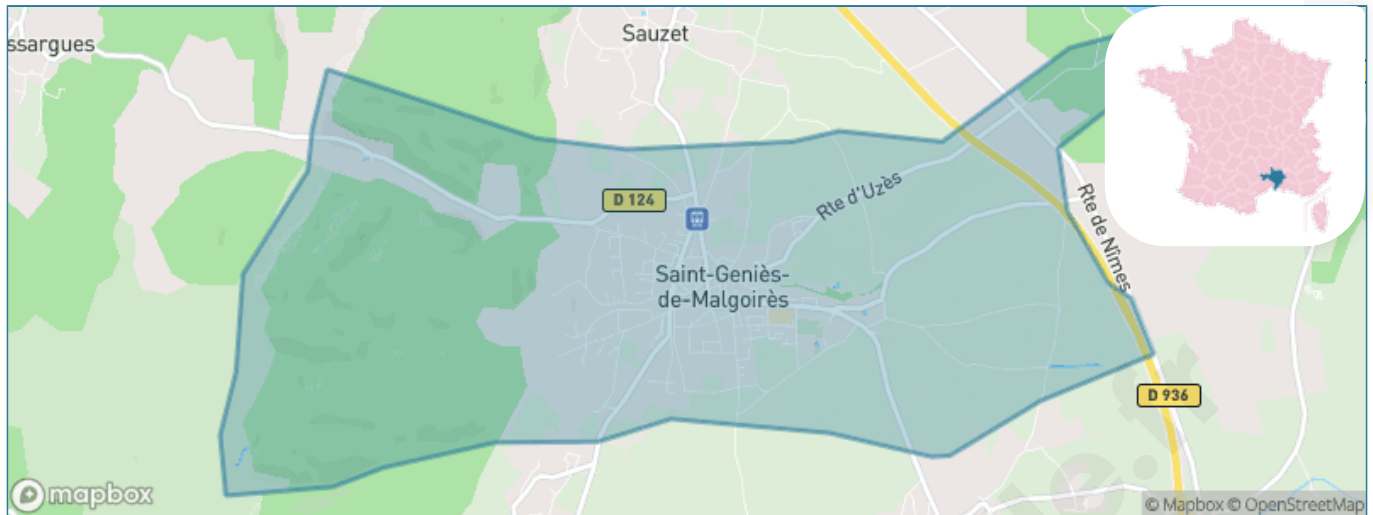 ssargues
Sauzet
D 124
Rte d'Uzès
Saint-Geniès-
de-Malgoirès
Rte de Nîmes
D 936
mapbox
© Mapbox © OpenStreetMap